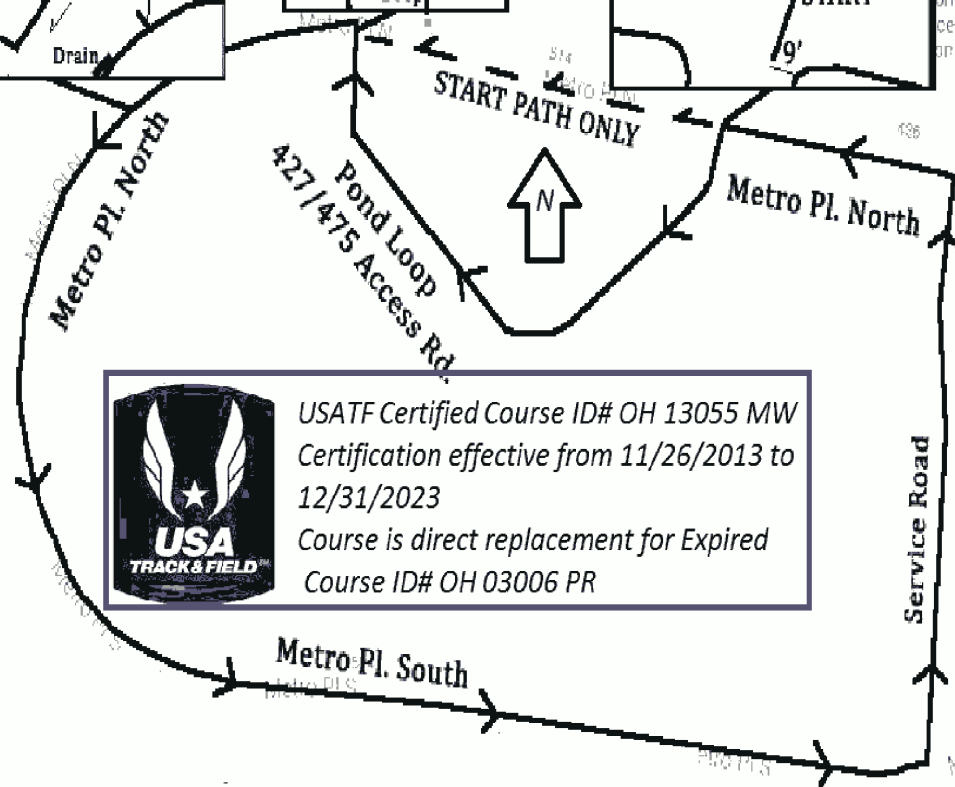 Drain
9'
START PATH ONLY
Metro Pl. North
Metro Pl. North
N
Pond Loop
427/475 Access Rd.
USATF Certified Course ID# OH 13055 MW
Certification effective from 11/26/2013 to
12/31/2023
Course is direct replacement for Expired
Course ID# OH 03006 PR
USA
TRACK & FIELD
Service Road
Metro Pl. South
Metro Pl S